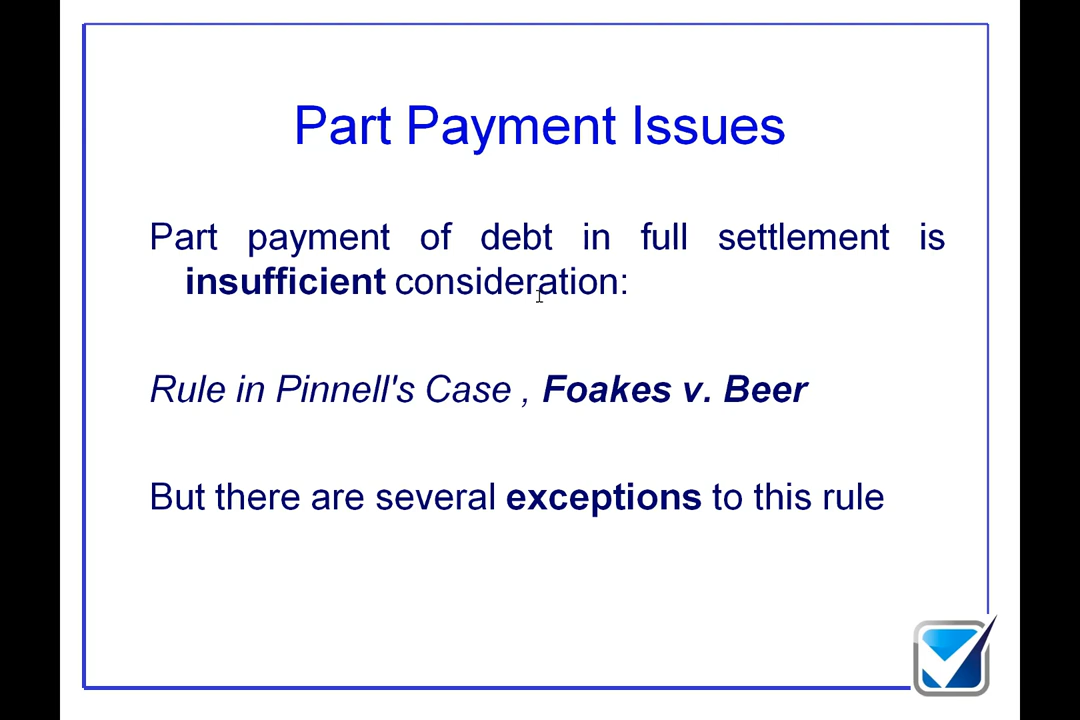 Part Payment Issues
Part payment of debt in full settlement is
insufficient consideration:
Rule in Pinnell's Case , Foakes v. Beer
But there are several exceptions to this rule